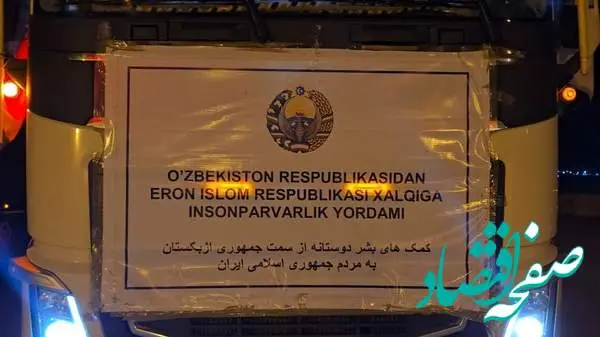 O'ZBEKISTON RESPUBLIKASIDAN
ERON ISLOM RESPUBLIKASI XALQIGA
INSONPARVARLIK YORDAMI
کمک های بشر دوستانه از سمت جمهوری ازبکستان
به مردم جمهوری اسلامی ایران
صفحه اقتصاد